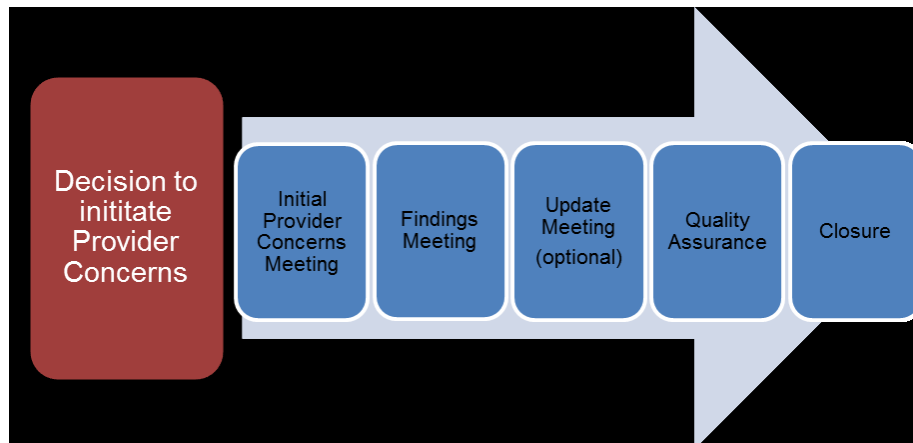 Decision to
inititate
Provider
Concerns
Initial
Provider
Concerns
Meeting
Findings
Meeting
Update
Meeting
(optional)
Quality
Assurance
Closure